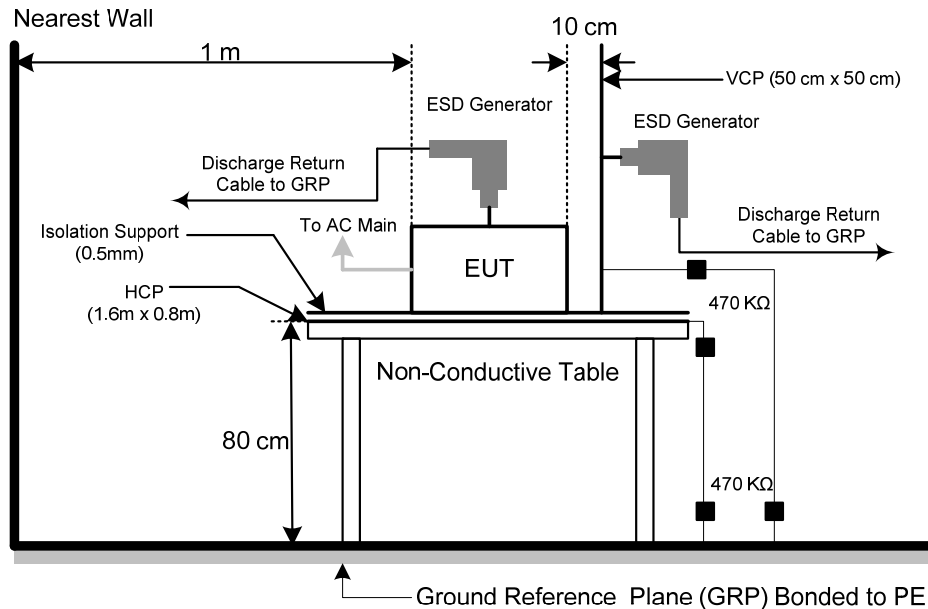 Nearest Wall
10 cm
1 m
VCP (50 cm x 50 cm)
ESD Generator
ESD Generator
Discharge Return
Cable to GRP
To AC Main
Discharge Return
Cable to GRP
Isolation Support
(0.5mm)
EUT
HCP
(1.6m x 0.8m)
470 KΩ
Non-Conductive Table
80 cm
470 KΩ
Ground Reference Plane (GRP) Bonded to PE